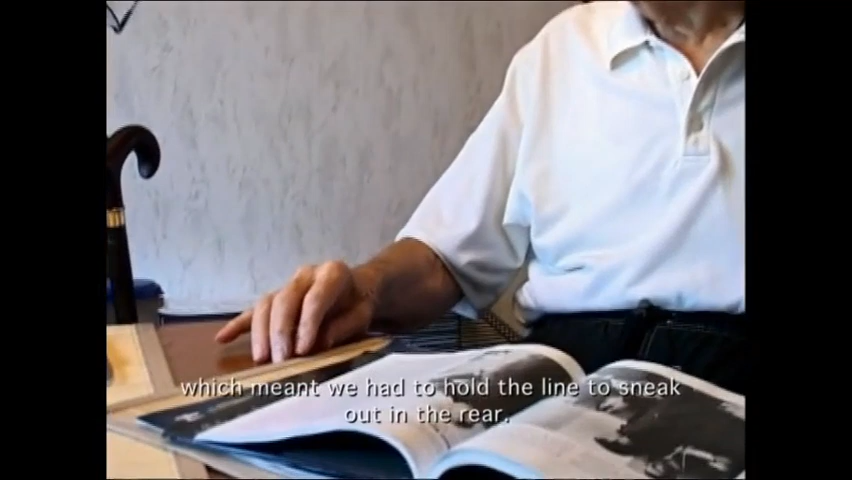 which meant we had to hold the line to sneak
out in the rear.